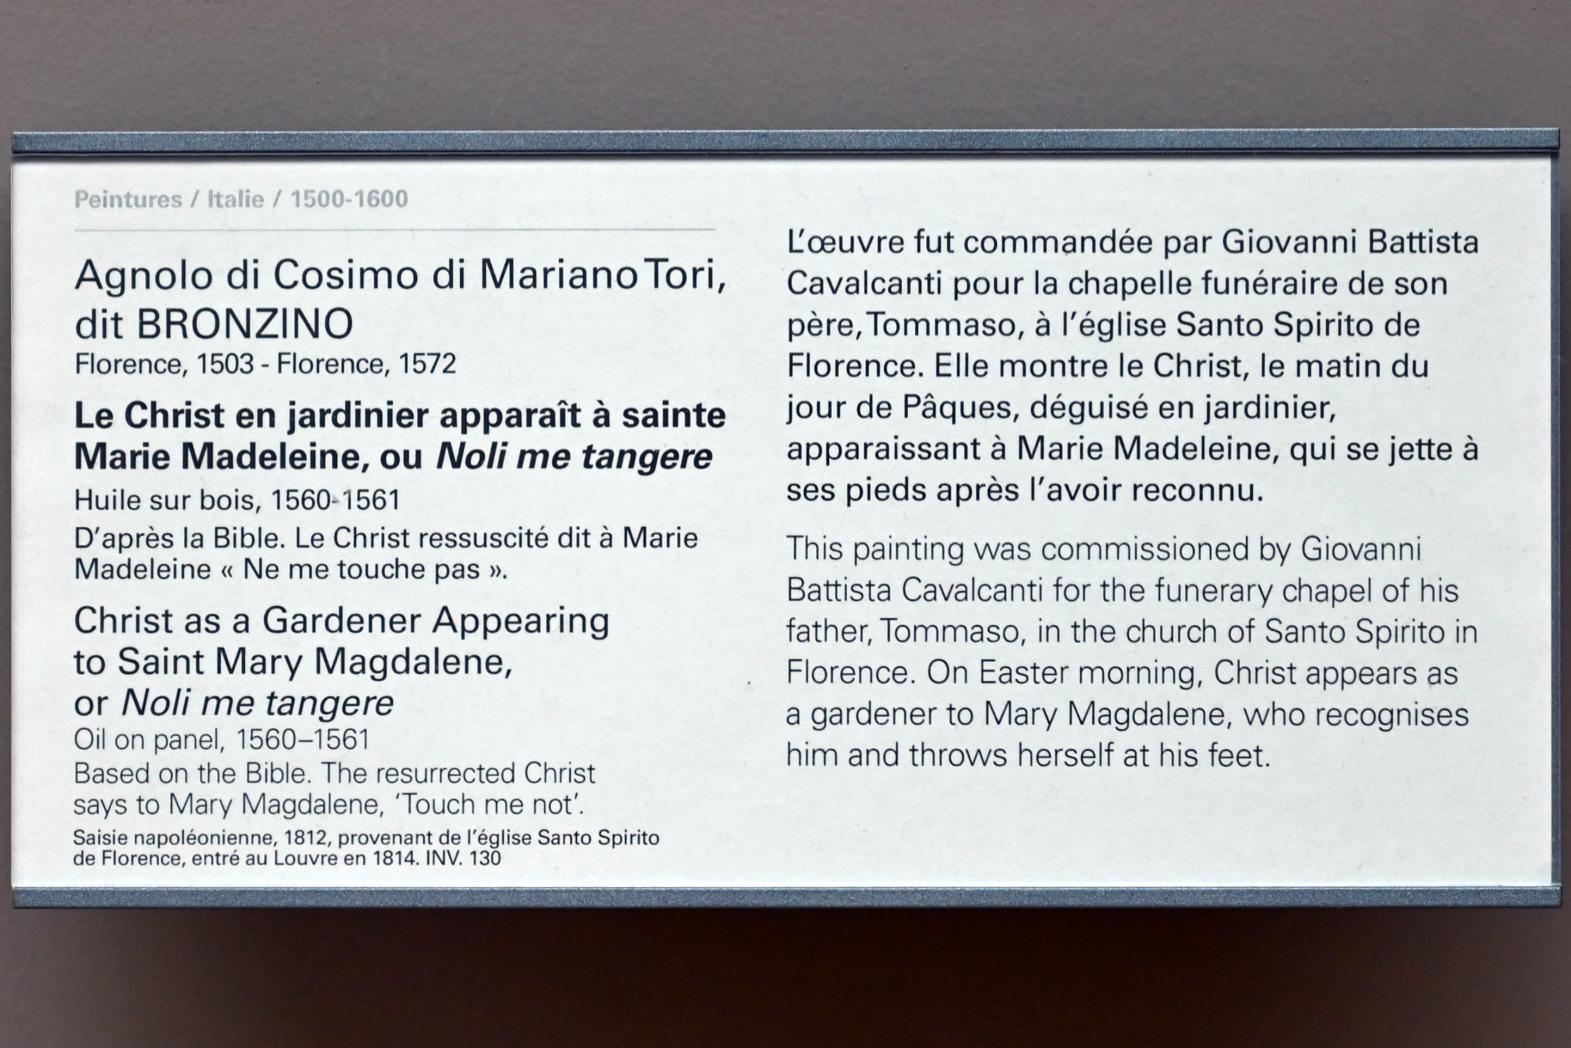 Peintures / Italie / 1500-1600
Agnolo di Cosimo di Mariano Tori,
dit BRONZINO
Florence, 1503 - Florence, 1572
Le Christ en jardinier apparaît à sainte
Marie Madeleine, ou Noli me tangere
Huile sur bois, 1560-1561
D'après la Bible. Le Christ ressuscité dit à Marie
Madeleine « Ne me touche pas ».
Christ as a Gardener Appearing
to Saint Mary Magdalene,
or Noli me tangere
Oil on panel, 1560–1561
Based on the Bible. The resurrected Christ
says to Mary Magdalene, ‘Touch me not’.
Saisie napoléonienne, 1812, provenant de l'église Santo Spirito
de Florence, entré au Louvre en 1814. INV. 130
L'œuvre fut commandée par Giovanni Battista
Cavalcanti pour la chapelle funéraire de son
père, Tommaso, à l'église Santo Spirito de
Florence. Elle montre le Christ, le matin du
jour de Pâques, déguisé en jardinier,
apparaissant à Marie Madeleine, qui se jette à
ses pieds après l'avoir reconnu.
This painting was commissioned by Giovanni
Battista Cavalcanti for the funerary chapel of his
father, Tommaso, in the church of Santo Spirito in
Florence. On Easter morning, Christ appears as
a gardener to Mary Magdalene, who recognises
him and throws herself at his feet.